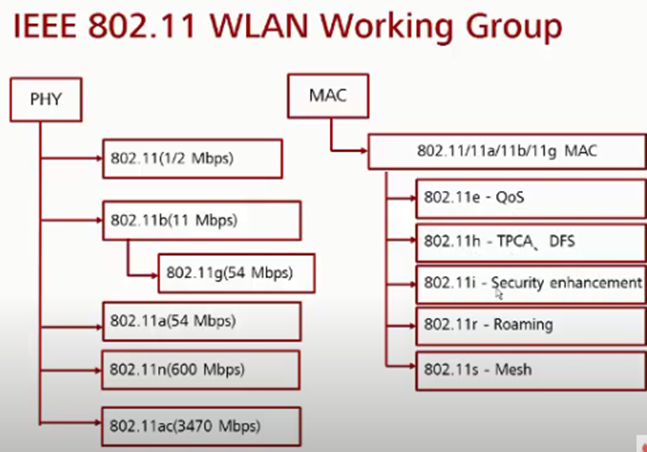 IEEE 802.11 WLAN Working Group
PHY
802.11(1/2 Mbps)
802.11b(11 Mbps)
802.11g(54 Mbps)
802.11a(54 Mbps)
802.11n(600 Mbps)
802.11ac(3470 Mbps)
MAC
802.11/11a/11b/11g MAC
802.11e - QoS
802.11h - TPCA、DFS
802.11i - Security enhancement
802.11r - Roaming
802.11s - Mesh